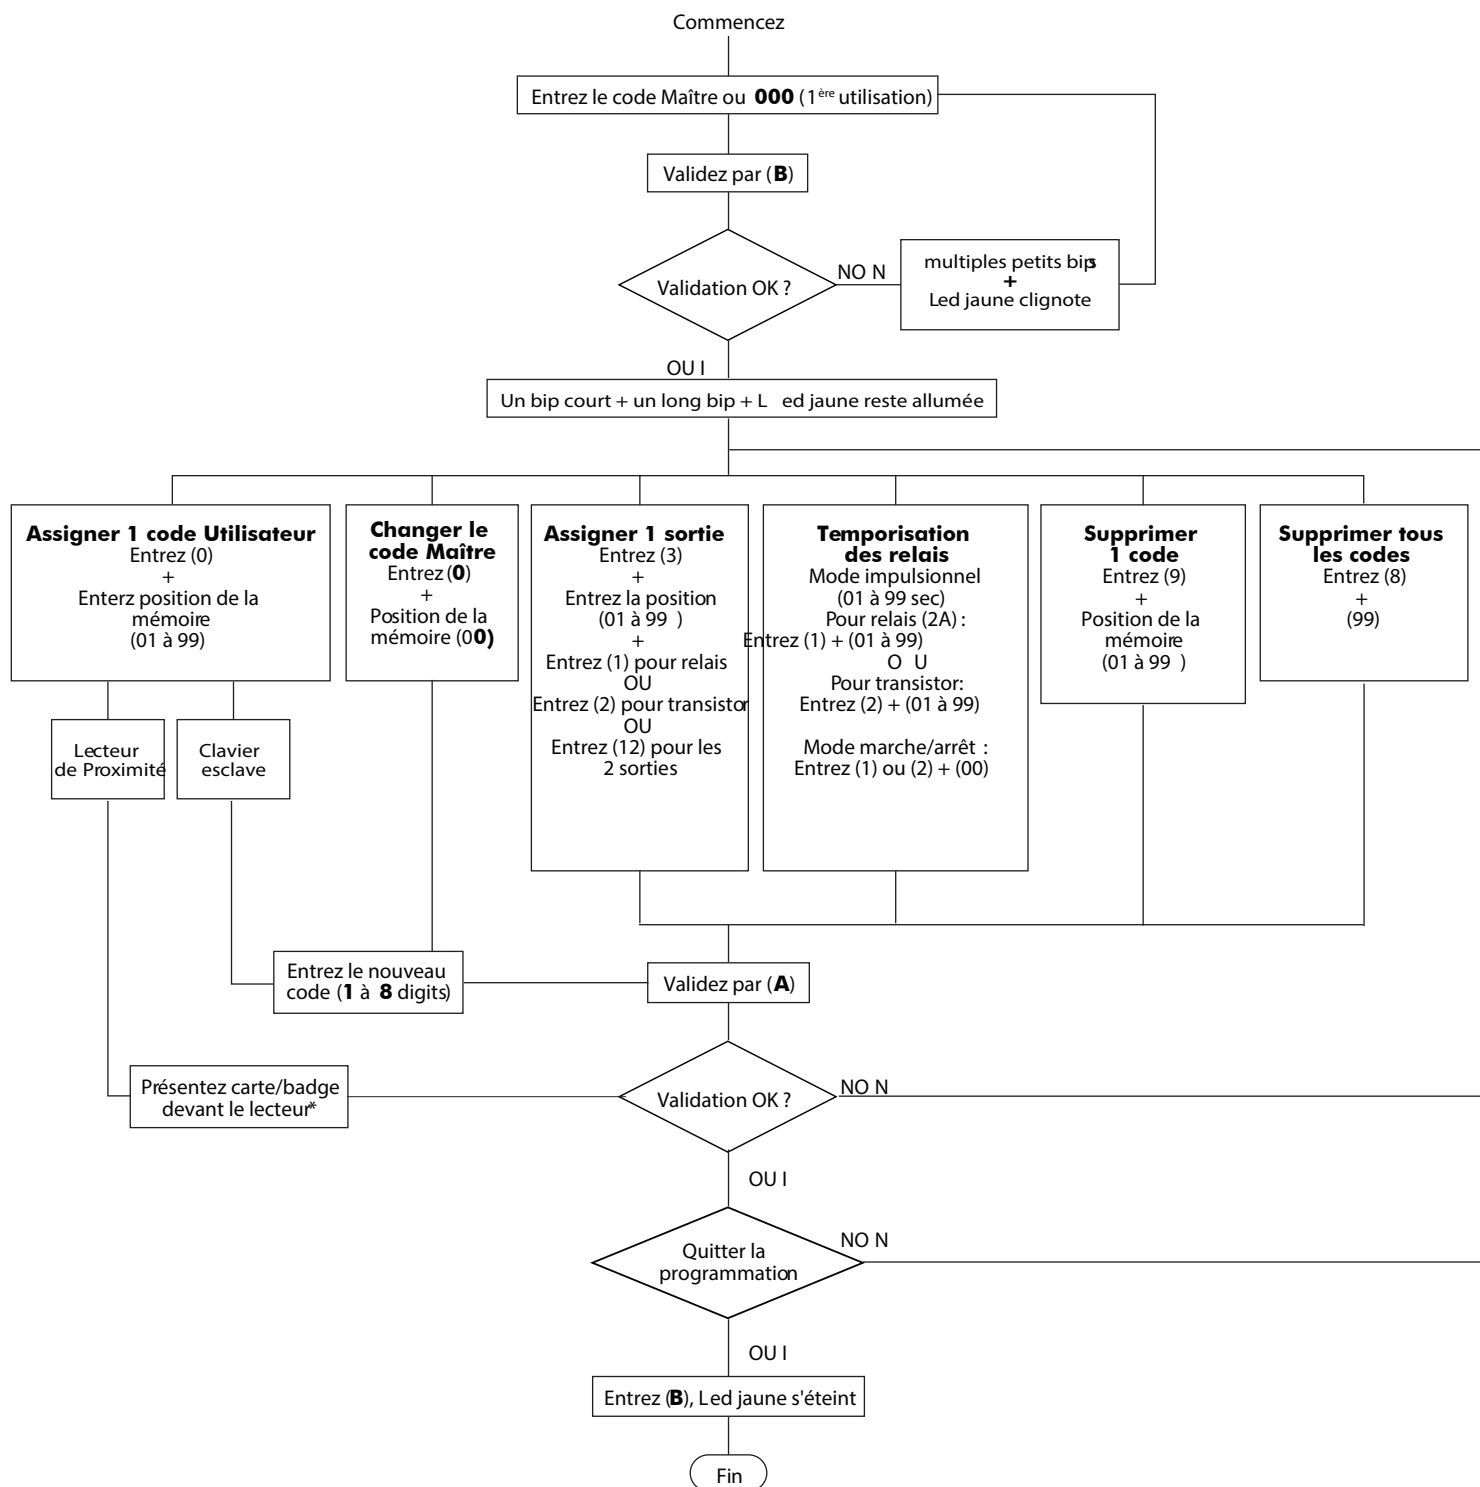 Commencez
Entrez le code Maître ou 000 (1ère utilisation)
Validez par (B)
Validation OK ?
NO N
multiples petits bips
+
Led jaune clignote
OU I
Un bip court + un long bip + L ed jaune reste allumée
Assigner 1 code Utilisateur
Entrez (0)
+
Enterz position de la
mémoire
(01 à 99)
Changer le
code Maître
Entrez (0)
+
Position de la
mémoire (00)
Assigner 1 sortie
Entrez (3)
+
Entrez la position
(01 à 99 )
+
Entrez (1) pour relais
OU
Entrez (2) pour transistor
OU
Entrez (12) pour les
2 sorties
Temporisation
des relais
Mode impulsionnel
(01 à 99 sec)
Pour relais (2A) :
Entrez (1) + (01 à 99)
O U
Pour transistor:
Entrez (2) + (01 à 99)
Mode marche/arrêt :
Entrez (1) ou (2) + (00)
Supprimer
1 code
Entrez (9)
+
Position de la
mémoire
(01 à 99 )
Supprimer tous
les codes
Entrez (8)
+
(99)
Lecteur
de Proximité
Clavier
esclave
Entrez le nouveau
code (1 à 8 digits)
Validez par (A)
Présentez carte/badge
devant le lecteur*
Validation OK ?
NO N
OU I
Quitter la
programmation
NO N
OU I
Entrez (B), Led jaune s'éteint
Fin